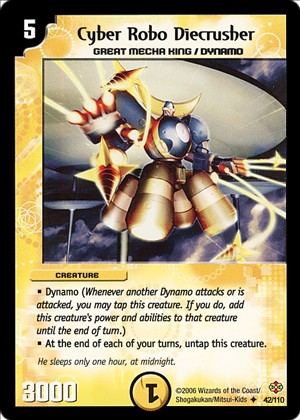 5
Cyber Robo Diecrusher
GREAT MECHA KING / DYNAMO
CREATURE
▪ Dynamo (Whenever another Dynamo attacks or is
attacked, you may tap this creature. If you do, add
this creature's power and abilities to that creature
until the end of turn.)
▪ At the end of each of your turns, untap this creature.
He sleeps only one hour, at midnight.
3000
©2006 Wizards of the Coast/
Shogakukan/Mitsui-Kids ✦ 42/110